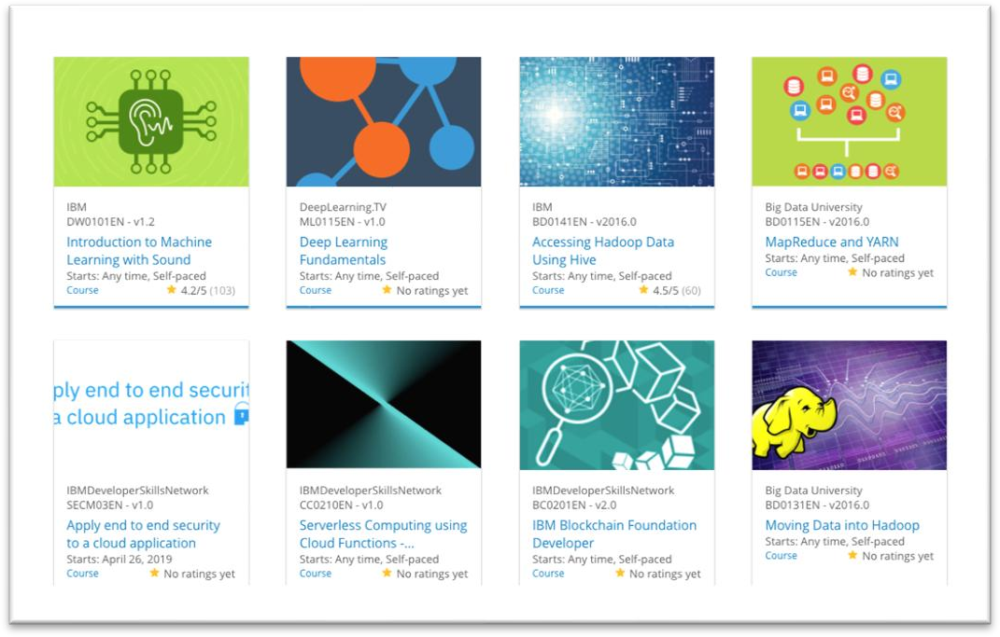 IBM
DW0101EN - v1.2
Introduction to Machine
Learning with Sound
Starts: Any time, Self-paced
Course
4.2/5 (103)
DeepLearning.TV
ML0115EN - v1.0
Deep Learning
Fundamentals
Starts: Any time, Self-paced
Course
No ratings yet
IBM
BD0141EN - v2016.0
Accessing Hadoop Data
Using Hive
Starts: Any time, Self-paced
Course
4.5/5 (60)
Big Data University
BD0115EN - v2016.0
MapReduce and YARN
Starts: Any time, Self-paced
Course
No ratings yet
ply end to end securit
a cloud application
IBMDeveloperSkillsNetwork
SECM03EN - v1.0
Apply end to end security
to a cloud application
Starts: April 26, 2019
Course
No ratings yet
IBMDeveloperSkillsNetwork
CC0210EN - v1.0
Serverless Computing using
Cloud Functions -...
Starts: Any time, Self-paced
Course
No ratings yet
IBMDeveloperSkillsNetwork
BC0201EN - v2.0
IBM Blockchain Foundation
Developer
Starts: Any time, Self-paced
Course
No ratings yet
Big Data University
BD0131EN - v2016.0
Moving Data into Hadoop
Starts: Any time, Self-paced
Course
No ratings yet